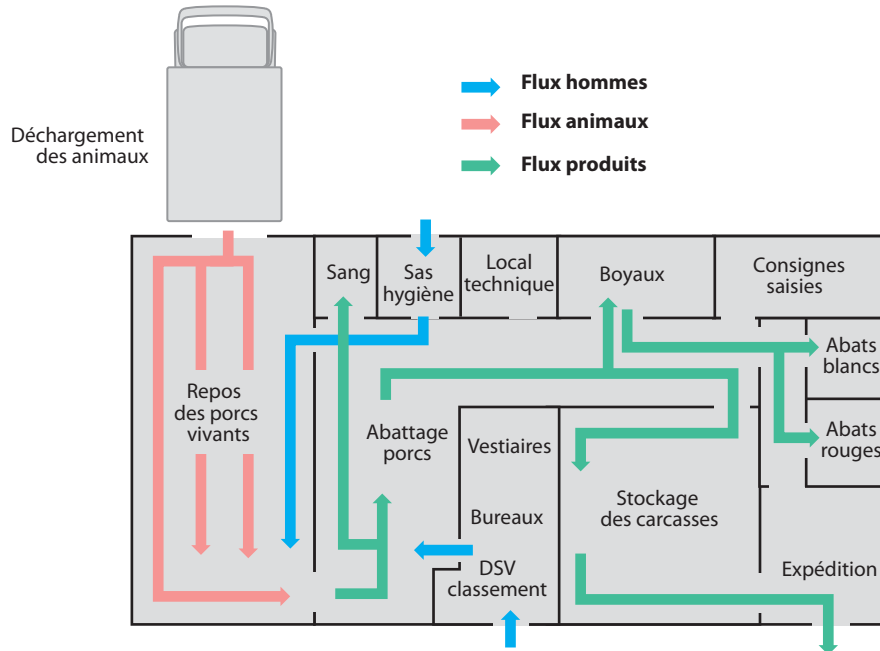 Flux hommes
Flux animaux
Flux produits
Déchargement
des animaux
Sang
Sas
hygiène
Local
technique
Boyaux
Consignes
saisies
Abats
blancs
Repos
des porcs
vivants
Abattage
porcs
Vestiaires
Abats
rouges
Bureaux
Stockage
des carcasses
DSV
classement
Expédition